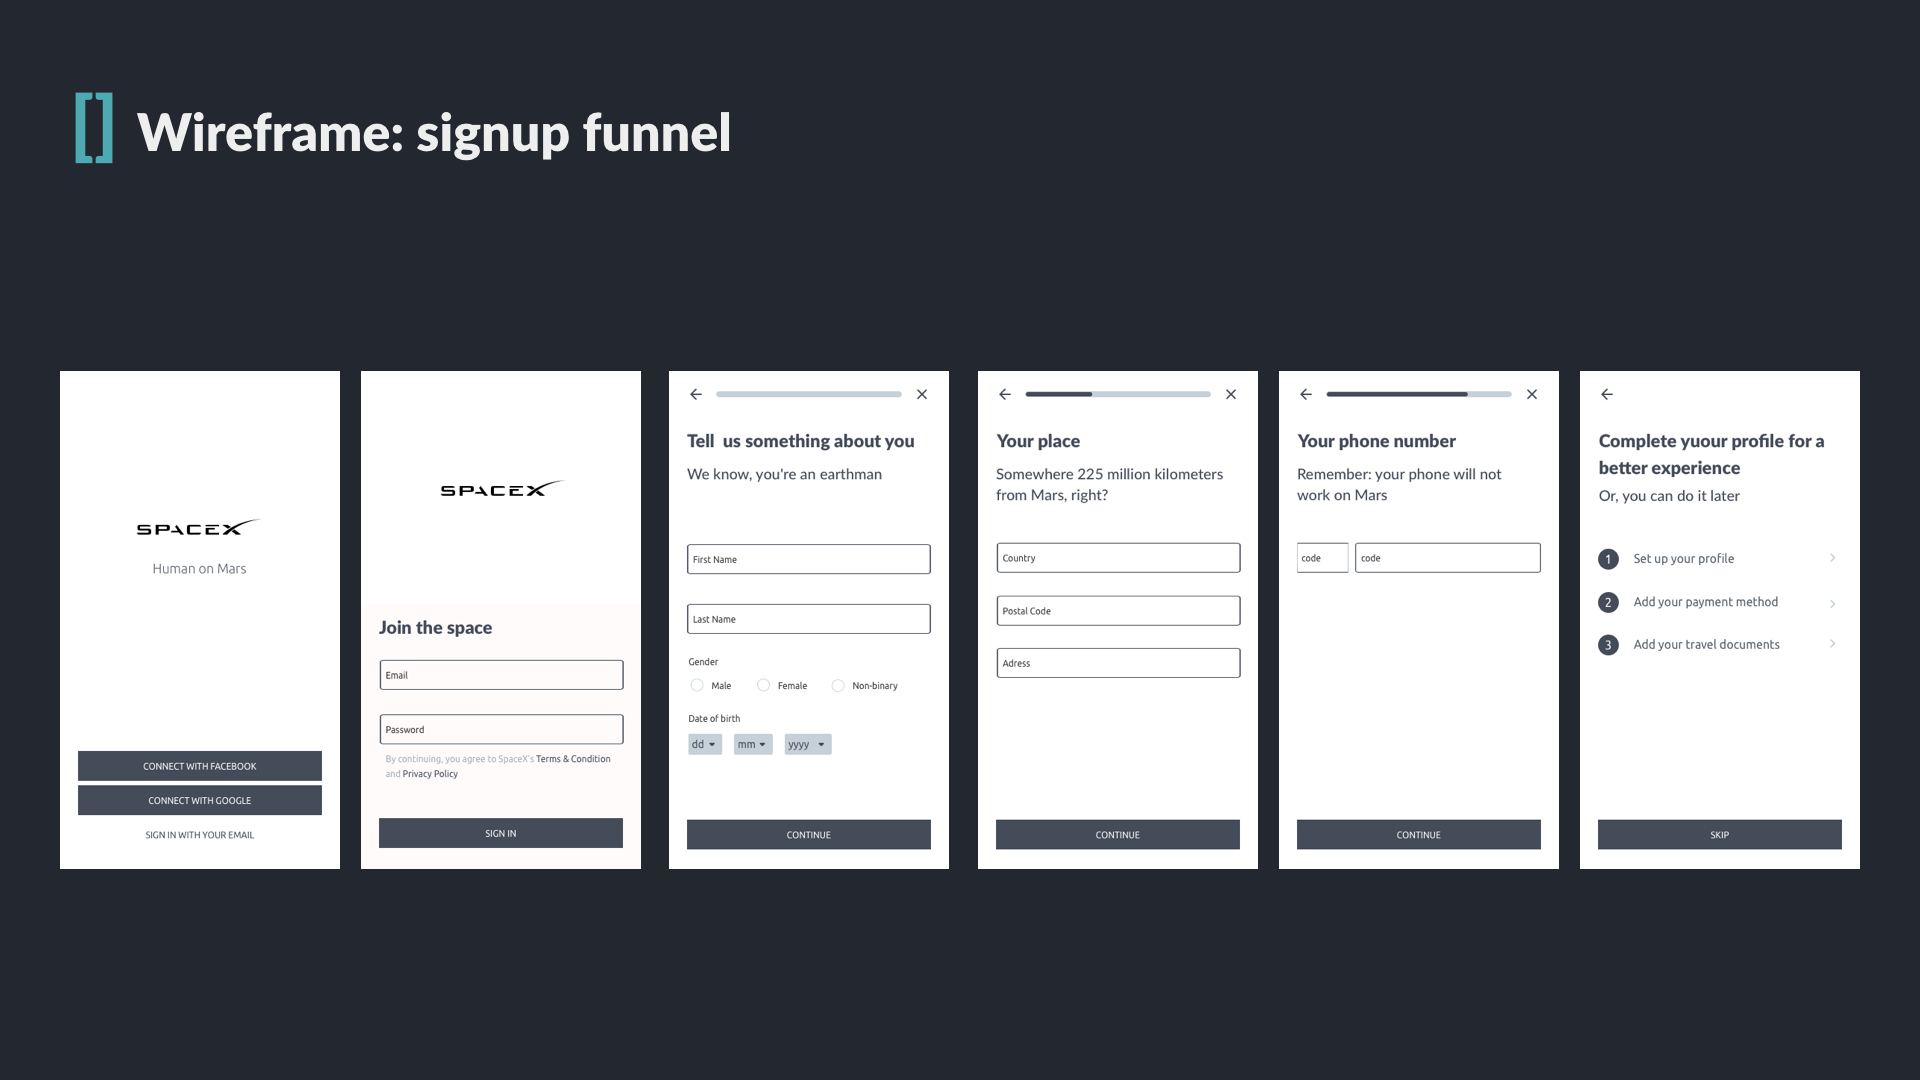 Wireframe: signup funnel
SPACEX
Human on Mars
CONNECT WITH FACEBOOK
CONNECT WITH GOOGLE
SIGN IN WITH YOUR EMAIL
SPACEX
Join the space
Email
Password
By continuing, you agree to SpaceX's Terms & Condition
and Privacy Policy
SIGN IN
Tell us something about you
We know, you're an earthman
First Name
Last Name
Gender
Male Female Non-binary
Date of birth
dd mm yyyy
CONTINUE
Your place
Somewhere 225 million kilometers
from Mars, right?
Country
Postal Code
Adress
CONTINUE
Your phone number
Remember: your phone will not
work on Mars
code code
CONTINUE
Complete yuour profile for a
better experience
Or, you can do it later
1 Set up your profile
2 Add your payment method
3 Add your travel documents
SKIP